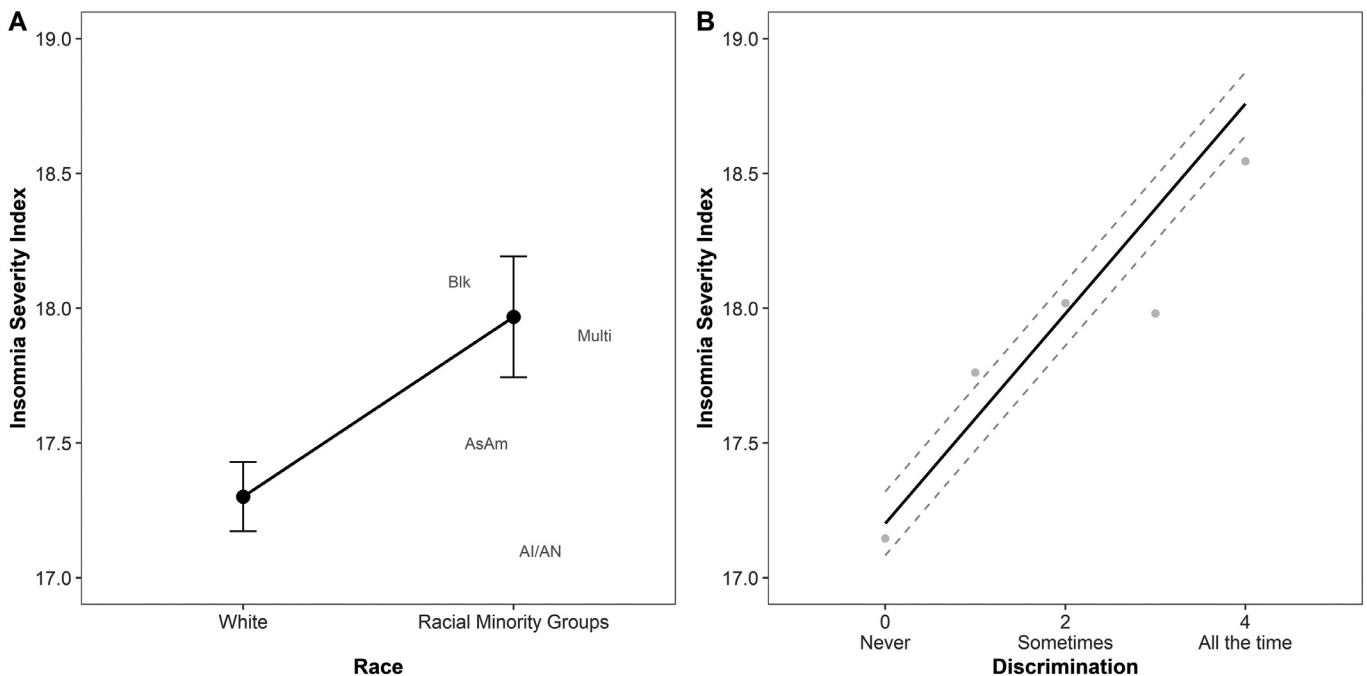 A
Insomnia Severity Index
19.0
18.5
18.0
17.5
17.0
Blk
Multi
AsAm
AI/AN
White
Racial Minority Groups
Race
B
Insomnia Severity Index
19.0
18.5
18.0
17.5
17.0
0
2
4
Never
Sometimes
All the time
Discrimination